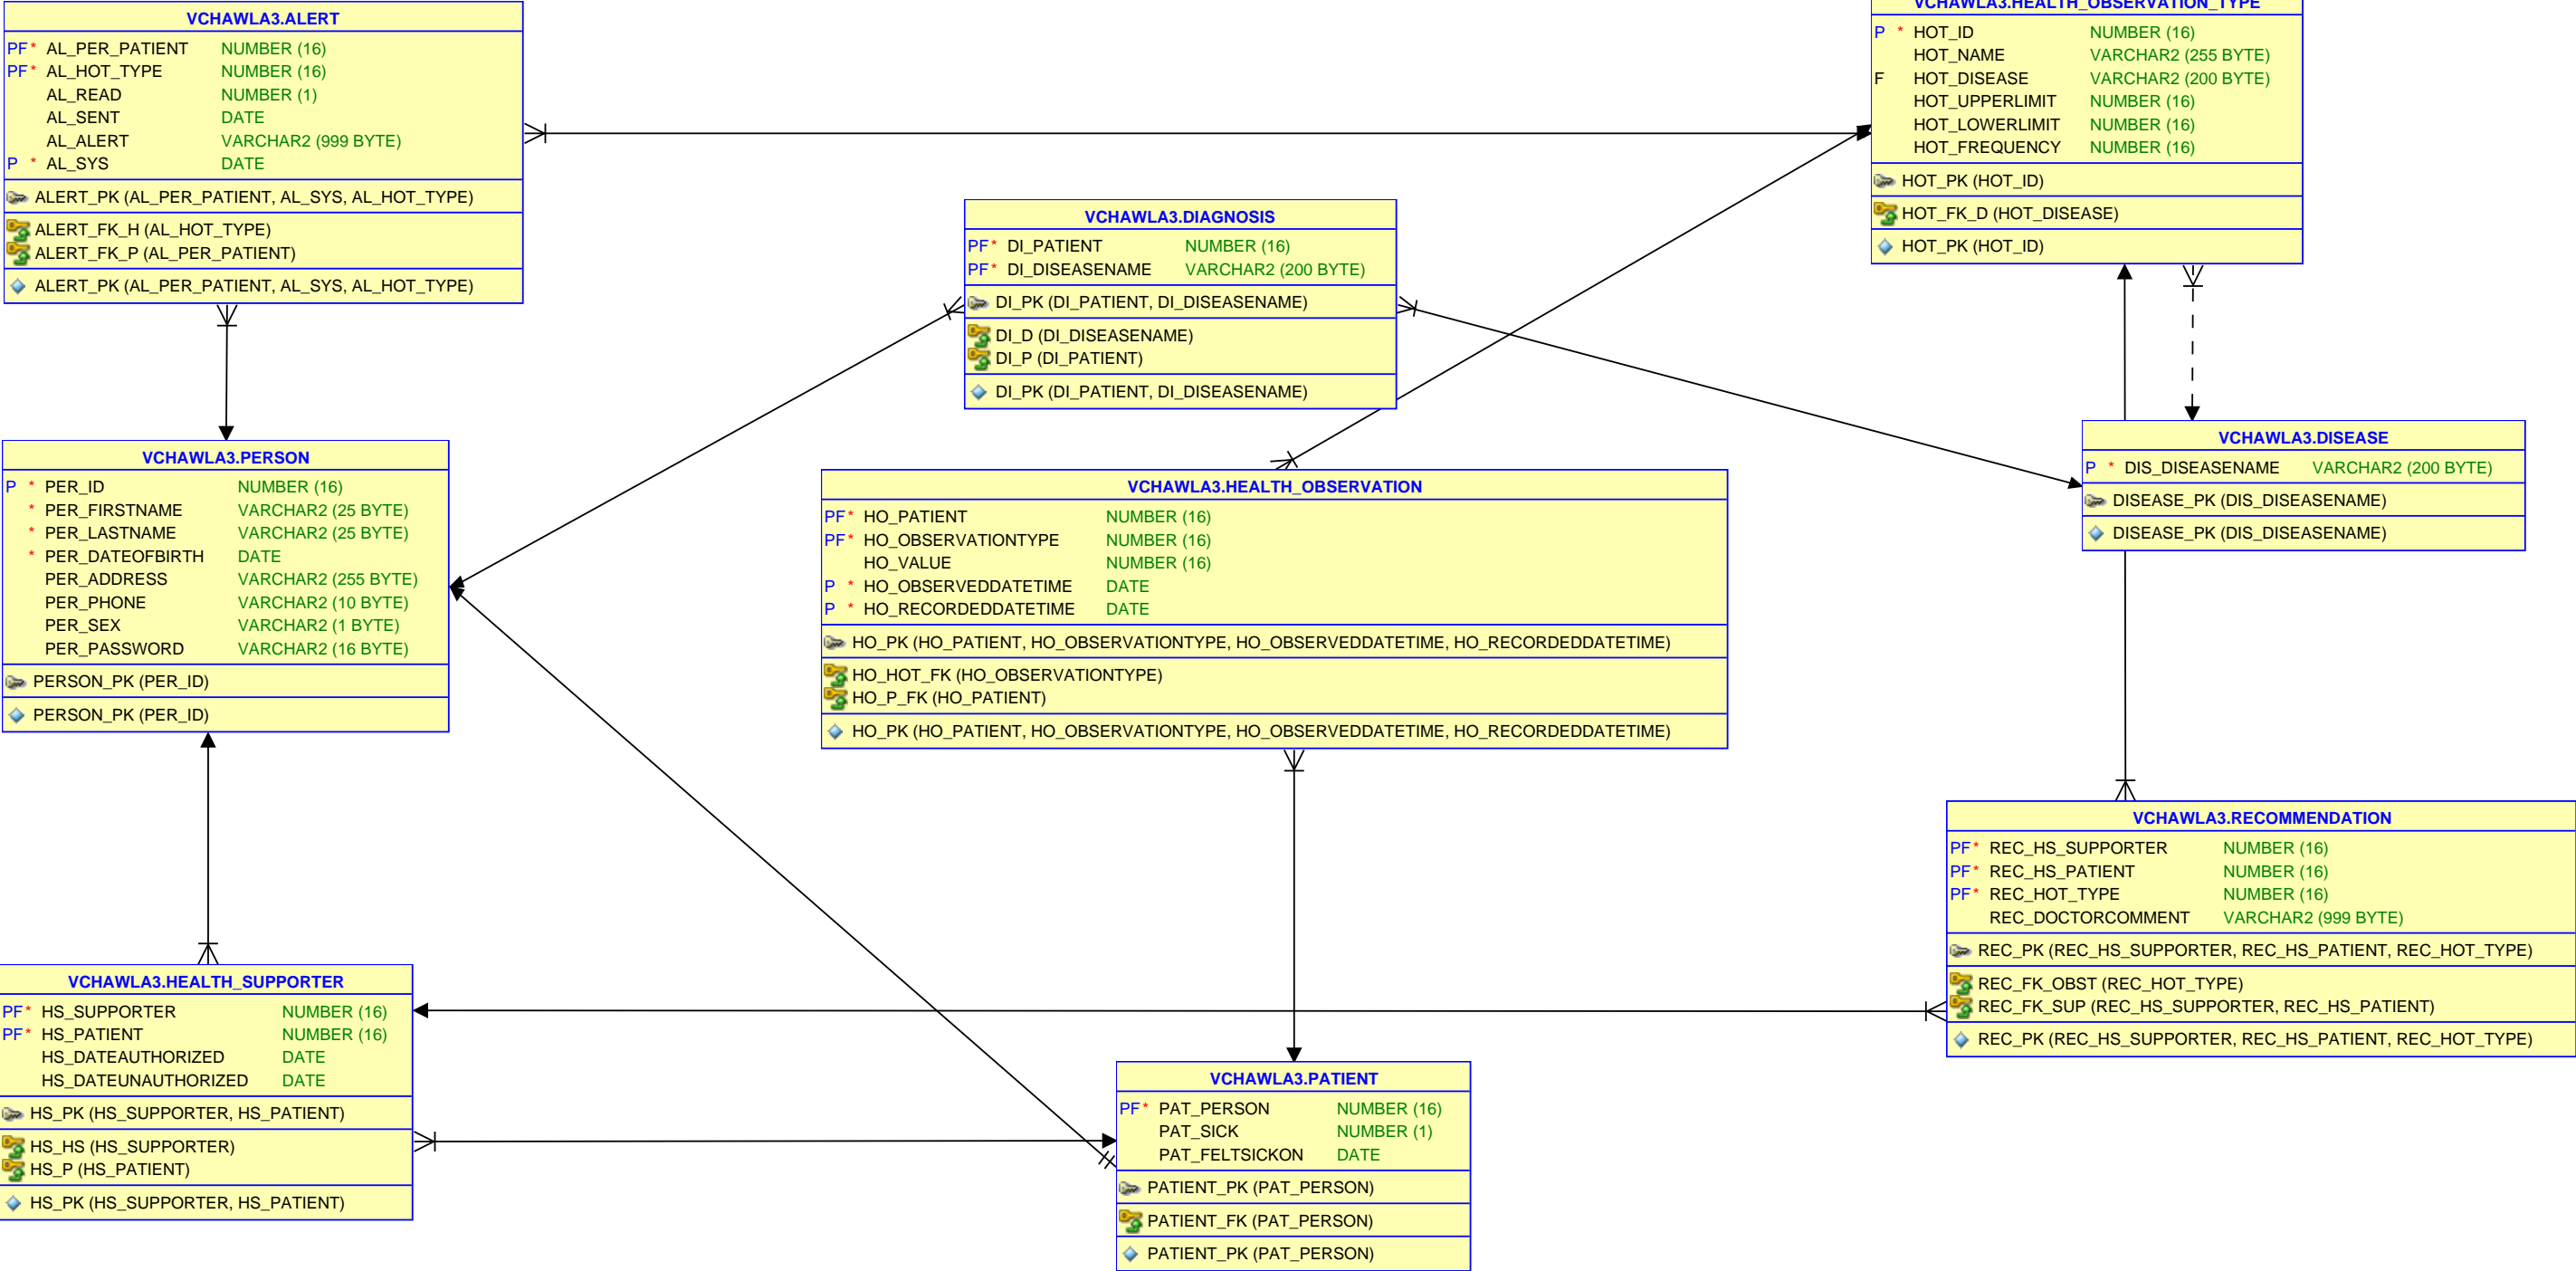 VCHAWLA3.ALERT
PF* AL_PER_PATIENT NUMBER (16)
PF* AL_HOT_TYPE NUMBER (16)
AL_READ NUMBER (1)
AL_SENT DATE
AL_ALERT VARCHAR2 (999 BYTE)
P * AL_SYS DATE
ALERT_PK (AL_PER_PATIENT, AL_SYS, AL_HOT_TYPE)
ALERT_FK_H (AL_HOT_TYPE)
ALERT_FK_P (AL_PER_PATIENT)
ALERT_PK (AL_PER_PATIENT, AL_SYS, AL_HOT_TYPE)
VCHAWLA3.HEALTH_OBSERVATION_TYPE
P * HOT_ID NUMBER (16)
HOT_NAME VARCHAR2 (255 BYTE)
F HOT_DISEASE VARCHAR2 (200 BYTE)
HOT_UPPERLIMIT NUMBER (16)
HOT_LOWERLIMIT NUMBER (16)
HOT_FREQUENCY NUMBER (16)
HOT_PK (HOT_ID)
HOT_FK_D (HOT_DISEASE)
HOT_PK (HOT_ID)
VCHAWLA3.DIAGNOSIS
PF* DI_PATIENT NUMBER (16)
PF* DI_DISEASENAME VARCHAR2 (200 BYTE)
DI_PK (DI_PATIENT, DI_DISEASENAME)
DI_D (DI_DISEASENAME)
DI_P (DI_PATIENT)
DI_PK (DI_PATIENT, DI_DISEASENAME)
VCHAWLA3.PERSON
P * PER_ID NUMBER (16)
* PER_FIRSTNAME VARCHAR2 (25 BYTE)
* PER_LASTNAME VARCHAR2 (25 BYTE)
* PER_DATEOFBIRTH DATE
PER_ADDRESS VARCHAR2 (255 BYTE)
PER_PHONE VARCHAR2 (10 BYTE)
PER_SEX VARCHAR2 (1 BYTE)
PER_PASSWORD VARCHAR2 (16 BYTE)
PERSON_PK (PER_ID)
PERSON_PK (PER_ID)
VCHAWLA3.HEALTH_OBSERVATION
PF* HO_PATIENT NUMBER (16)
PF* HO_OBSERVATIONTYPE NUMBER (16)
HO_VALUE NUMBER (16)
P * HO_OBSERVEDDATETIME DATE
P * HO_RECORDEDDATETIME DATE
HO_PK (HO_PATIENT, HO_OBSERVATIONTYPE, HO_OBSERVEDDATETIME, HO_RECORDEDDATETIME)
HO_HOT_FK (HO_OBSERVATIONTYPE)
HO_P_FK (HO_PATIENT)
HO_PK (HO_PATIENT, HO_OBSERVATIONTYPE, HO_OBSERVEDDATETIME, HO_RECORDEDDATETIME)
VCHAWLA3.DISEASE
P * DIS_DISEASENAME VARCHAR2 (200 BYTE)
DISEASE_PK (DIS_DISEASENAME)
DISEASE_PK (DIS_DISEASENAME)
VCHAWLA3.RECOMMENDATION
PF* REC_HS_SUPPORTER NUMBER (16)
PF* REC_HS_PATIENT NUMBER (16)
PF* REC_HOT_TYPE NUMBER (16)
REC_DOCTORCOMMENT VARCHAR2 (999 BYTE)
REC_PK (REC_HS_SUPPORTER, REC_HS_PATIENT, REC_HOT_TYPE)
REC_FK_OBST (REC_HOT_TYPE)
REC_FK_SUP (REC_HS_SUPPORTER, REC_HS_PATIENT)
REC_PK (REC_HS_SUPPORTER, REC_HS_PATIENT, REC_HOT_TYPE)
VCHAWLA3.HEALTH_SUPPORTER
PF* HS_SUPPORTER NUMBER (16)
PF* HS_PATIENT NUMBER (16)
HS_DATEAUTHORIZED DATE
HS_DATEUNAUTHORIZED DATE
HS_PK (HS_SUPPORTER, HS_PATIENT)
HS_HS (HS_SUPPORTER)
HS_P (HS_PATIENT)
HS_PK (HS_SUPPORTER, HS_PATIENT)
VCHAWLA3.PATIENT
PF* PAT_PERSON NUMBER (16)
PAT_SICK NUMBER (1)
PAT_FELTSICKON DATE
PATIENT_PK (PAT_PERSON)
PATIENT_FK (PAT_PERSON)
PATIENT_PK (PAT_PERSON)